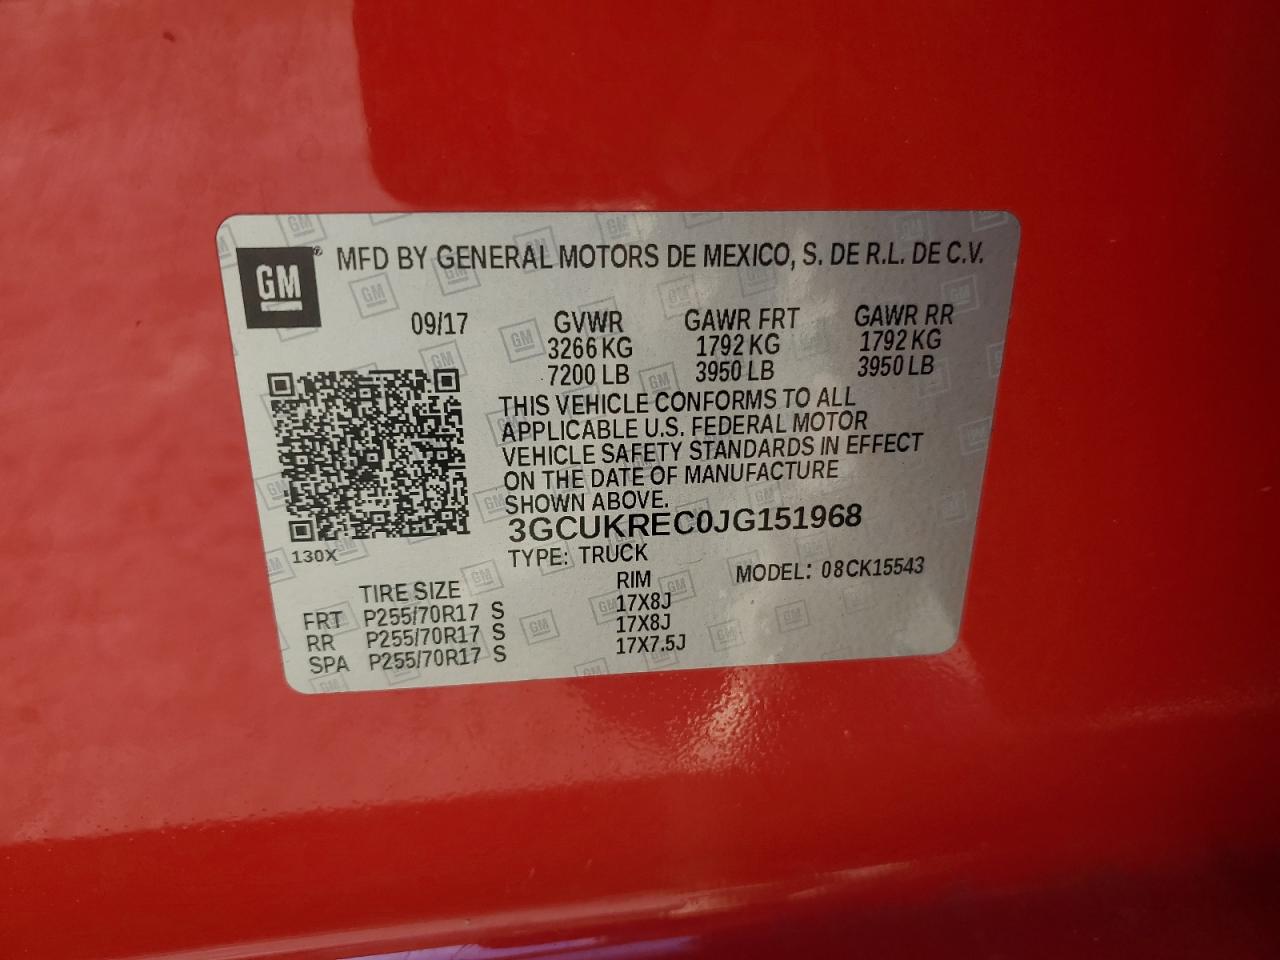 GM
MFD BY GENERAL MOTORS DE MEXICO, S. DE R.L. DE C.V.
09/17 GVWR GAWR FRT GAWR RR
3266 KG 1792 KG 1792 KG
7200 LB 3950 LB 3950 LB
THIS VEHICLE CONFORMS TO ALL
APPLICABLE U.S. FEDERAL MOTOR
VEHICLE SAFETY STANDARDS IN EFFECT
ON THE DATE OF MANUFACTURE
SHOWN ABOVE.
3GCUKREC0JG151968
130X
TYPE: TRUCK MODEL: 08CK15543
TIRE SIZE RIM
FRT P255/70R17 S 17X8J
RR P255/70R17 S 17X8J
SPA P255/70R17 S 17X7.5J